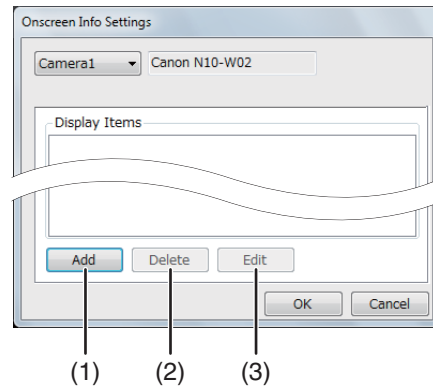 Onscreen Info Settings
Camera1 Canon N10-W02
Display Items
Add Delete Edit
OK Cancel
(1) (2) (3)